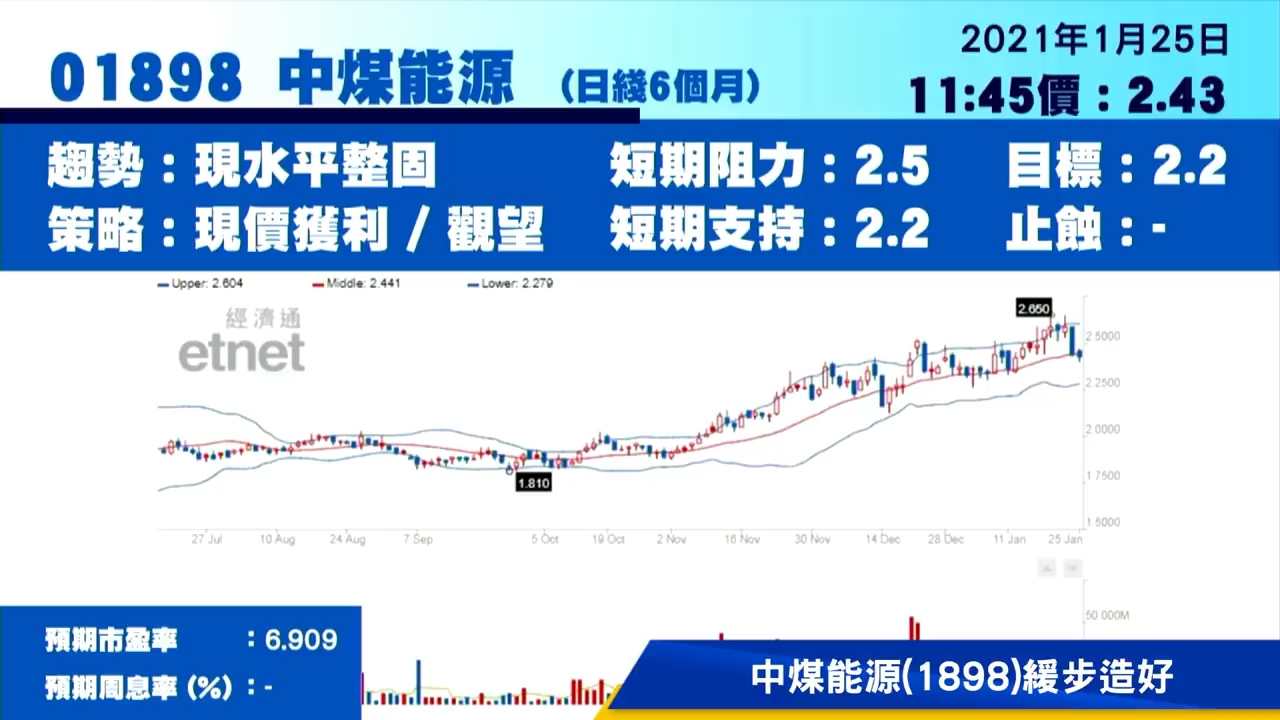 01898 中煤能源 (日綫6個月)
2021年1月25日
11:45價：2.43
趨勢：現水平整固
短期阻力：2.5
目標：2.2
策略：現價獲利 / 觀望
短期支持：2.2
止蝕：-
Upper: 2.604 Middle: 2.441 Lower: 2.279
經濟通
etnet
2.650
1.810
2.5000
2.2500
2.0000
1.7500
1.5000
27 Jul 10 Aug 24 Aug 7 Sep 5 Oct 19 Oct 2 Nov 16 Nov 30 Nov 14 Dec 28 Dec 11 Jan 25 Jan
50 000M
預期市盈率：6.909
預期周息率 (%)：-
中煤能源(1898)緩步造好